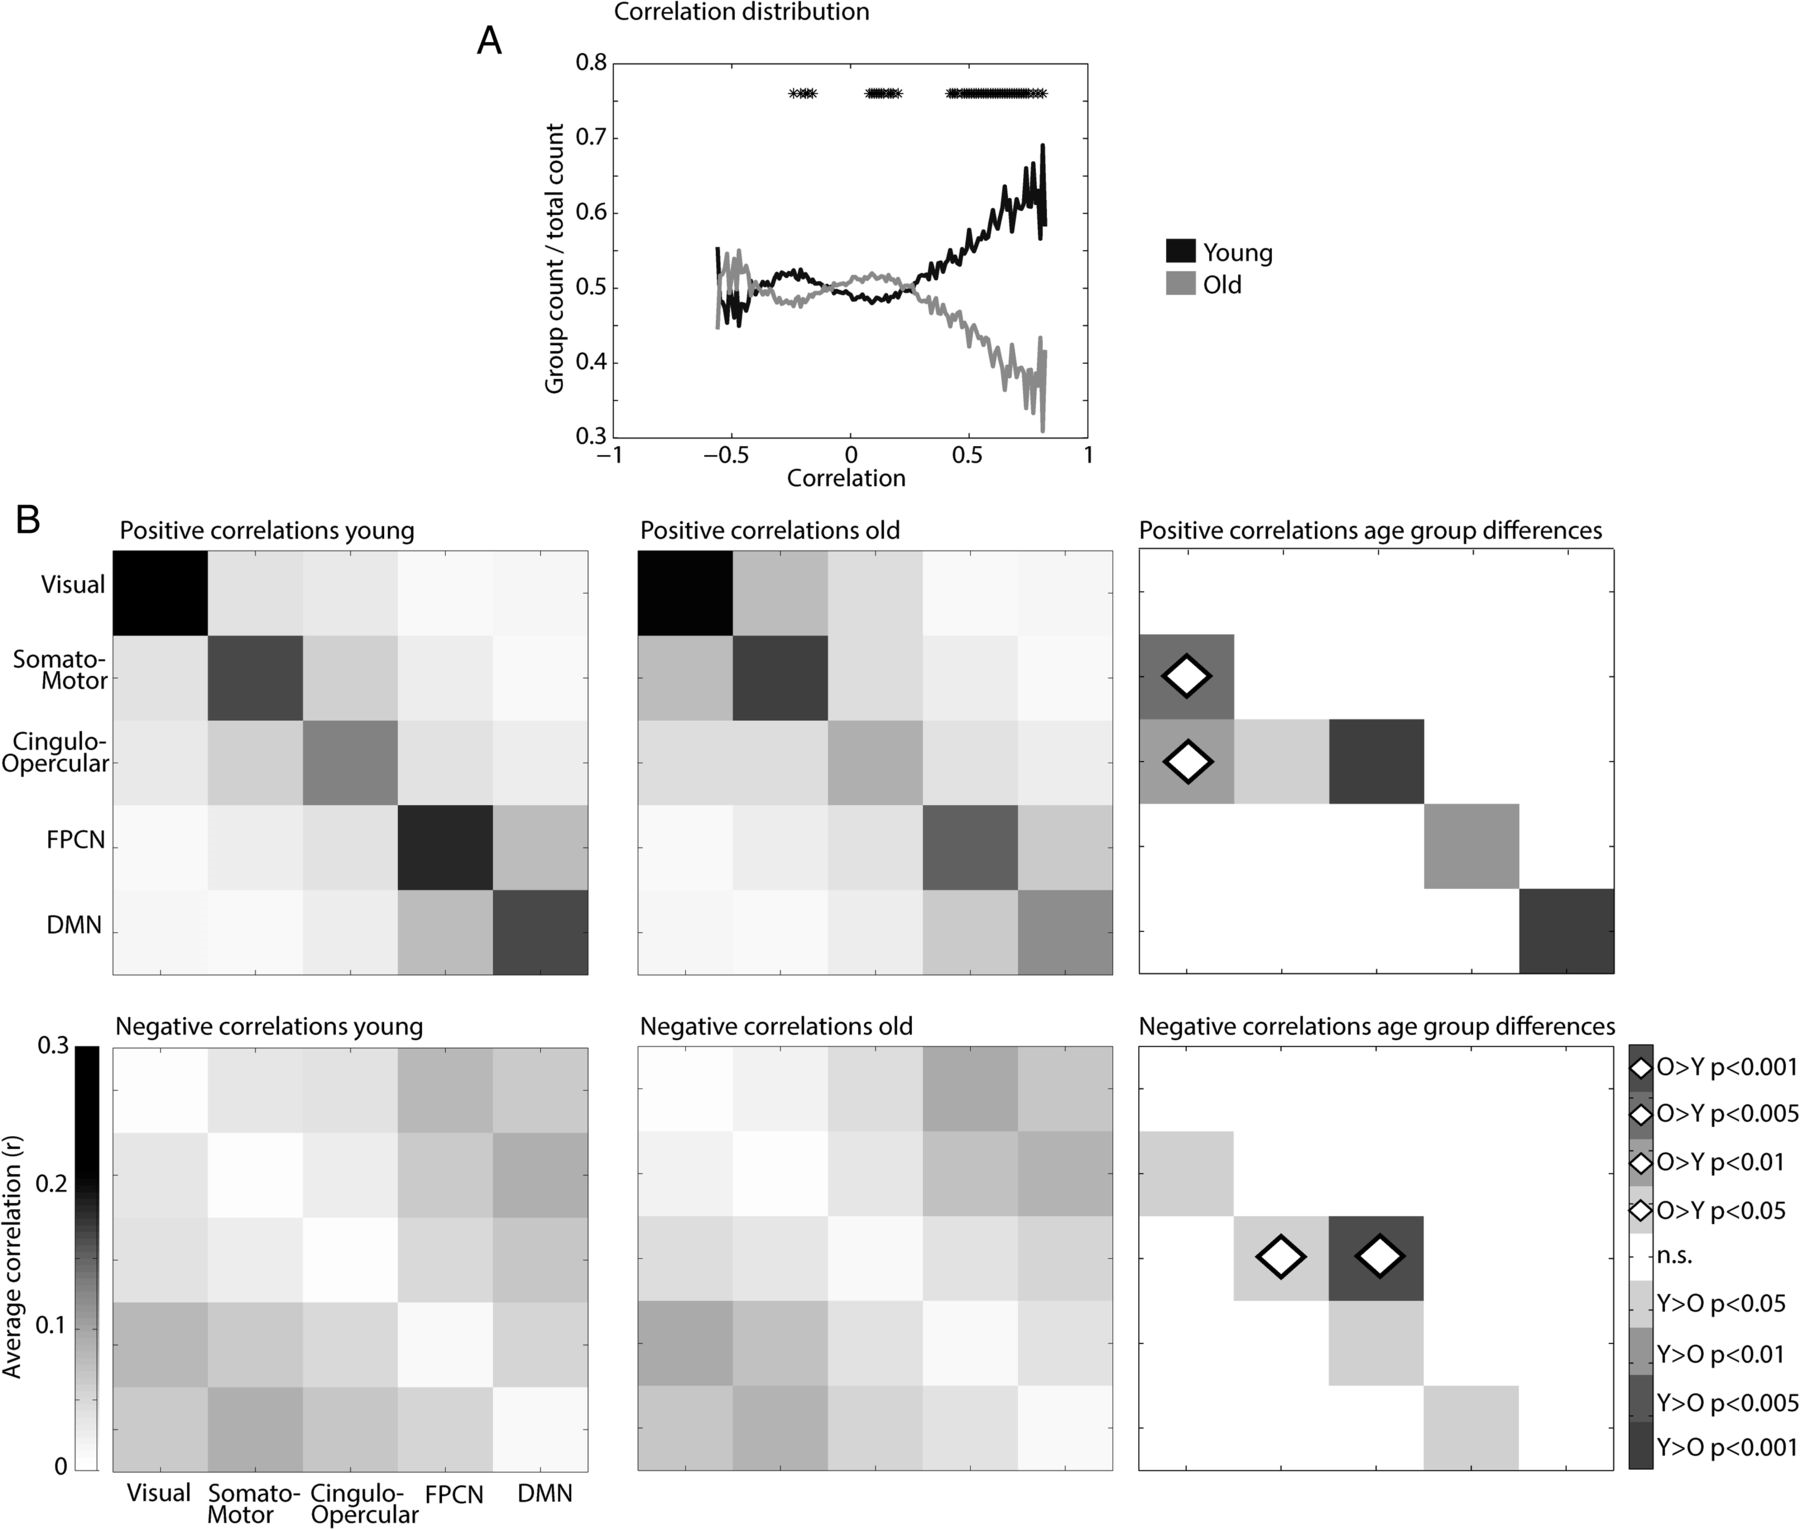 Correlation distribution
A
0.8
0.7
0.6
0.5
0.4
0.3
Group count / total count
−1
−0.5
0
0.5
1
Correlation
Young
Old
B
Positive correlations young
Positive correlations old
Positive correlations age group differences
Visual
Somato-
Motor
Cingulo-
Opercular
FPCN
DMN
Negative correlations young
Negative correlations old
Negative correlations age group differences
0.3
0.2
0.1
0
Average correlation (r)
O>Y p<0.001
O>Y p<0.005
O>Y p<0.01
O>Y p<0.05
n.s.
Y>O p<0.05
Y>O p<0.01
Y>O p<0.005
Y>O p<0.001
Visual
Somato-
Motor
Cingulo-
Opercular
FPCN
DMN